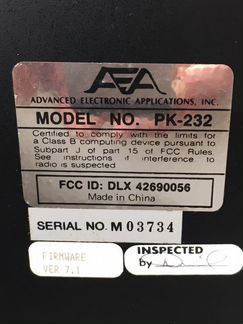 AEA
ADVANCED ELECTRONIC APPLICATIONS, INC.
MODEL NO. PK-232
Certified to comply with the limits for
a Class B computing device pursuant to
Subpart J of part 15 of FCC Rules.
See instructions if interference to
radio is suspected
FCC ID: DLX 42690056
Made in China
SERIAL NO. M 03734
FIRMWARE
VER 7.1
INSPECTED
by